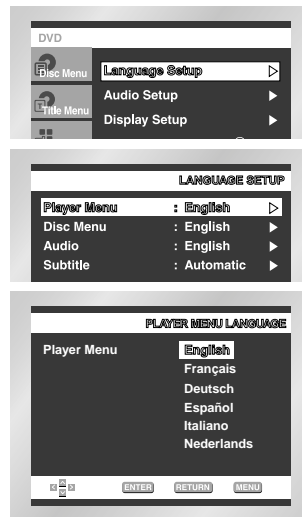 DVD
Disc Menu
Language Setup
Title Menu
Audio Setup
Display Setup
LANGUAGE SETUP
Player Menu : English
Disc Menu : English
Audio : English
Subtitle : Automatic
PLAYER MENU LANGUAGE
Player Menu English
Français
Deutsch
Español
Italiano
Nederlands
ENTER RETURN MENU